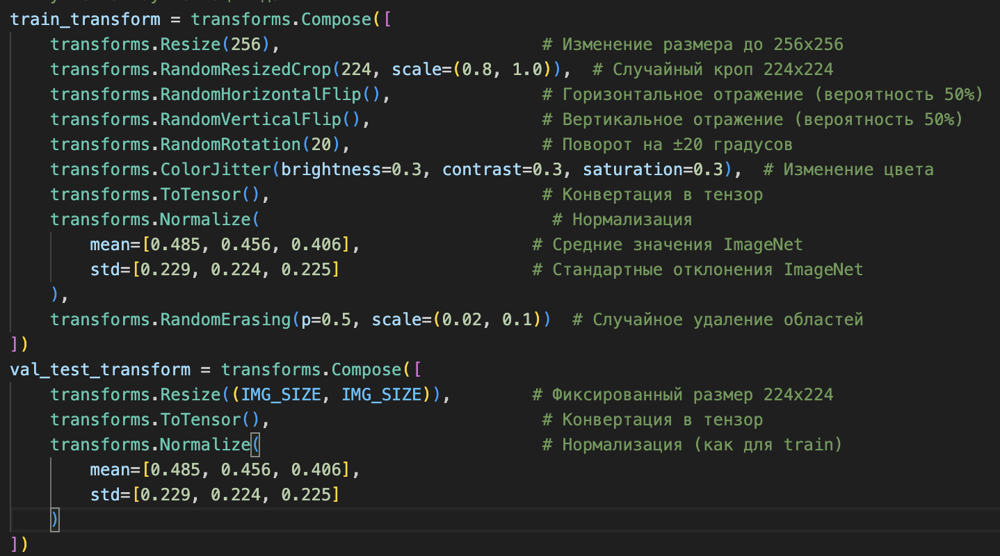 train_transform = transforms.Compose([
    transforms.Resize(256),                          # Изменение размера до 256x256
    transforms.RandomResizedCrop(224, scale=(0.8, 1.0)),  # Случайный кроп 224x224
    transforms.RandomHorizontalFlip(),               # Горизонтальное отражение (вероятность 50%)
    transforms.RandomVerticalFlip(),                 # Вертикальное отражение (вероятность 50%)
    transforms.RandomRotation(20),                   # Поворот на ±20 градусов
    transforms.ColorJitter(brightness=0.3, contrast=0.3, saturation=0.3),  # Изменение цвета
    transforms.ToTensor(),                           # Конвертация в тензор
    transforms.Normalize(                             # Нормализация
        mean=[0.485, 0.456, 0.406],                 # Средние значения ImageNet
        std=[0.229, 0.224, 0.225]                   # Стандартные отклонения ImageNet
    ),
    transforms.RandomErasing(p=0.5, scale=(0.02, 0.1))  # Случайное удаление областей
])
val_test_transform = transforms.Compose([
    transforms.Resize((IMG_SIZE, IMG_SIZE)),        # Фиксированный размер 224x224
    transforms.ToTensor(),                           # Конвертация в тензор
    transforms.Normalize(                            # Нормализация (как для train)
        mean=[0.485, 0.456, 0.406],
        std=[0.229, 0.224, 0.225]
    )
])